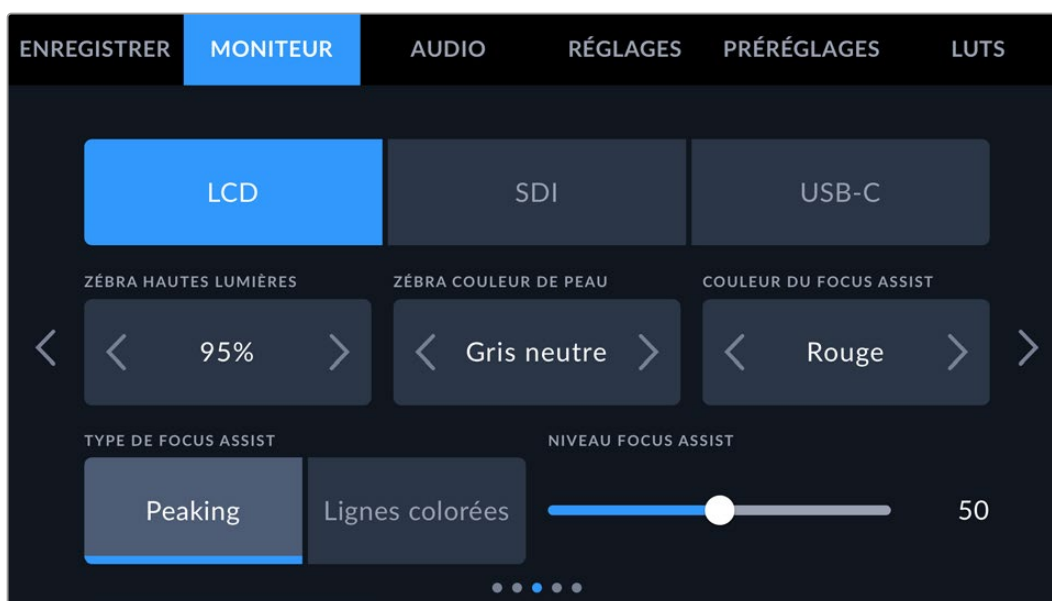 ENREGISTRER MONITEUR AUDIO RÉGLAGES PRÉRÉGLAGES LUTS
LCD SDI USB-C
ZÉBRA HAUTES LUMIÈRES ZÉBRA COULEUR DE PEAU COULEUR DU FOCUS ASSIST
95% Gris neutre Rouge
TYPE DE FOCUS ASSIST NIVEAU FOCUS ASSIST
Peaking Lignes colorées 50